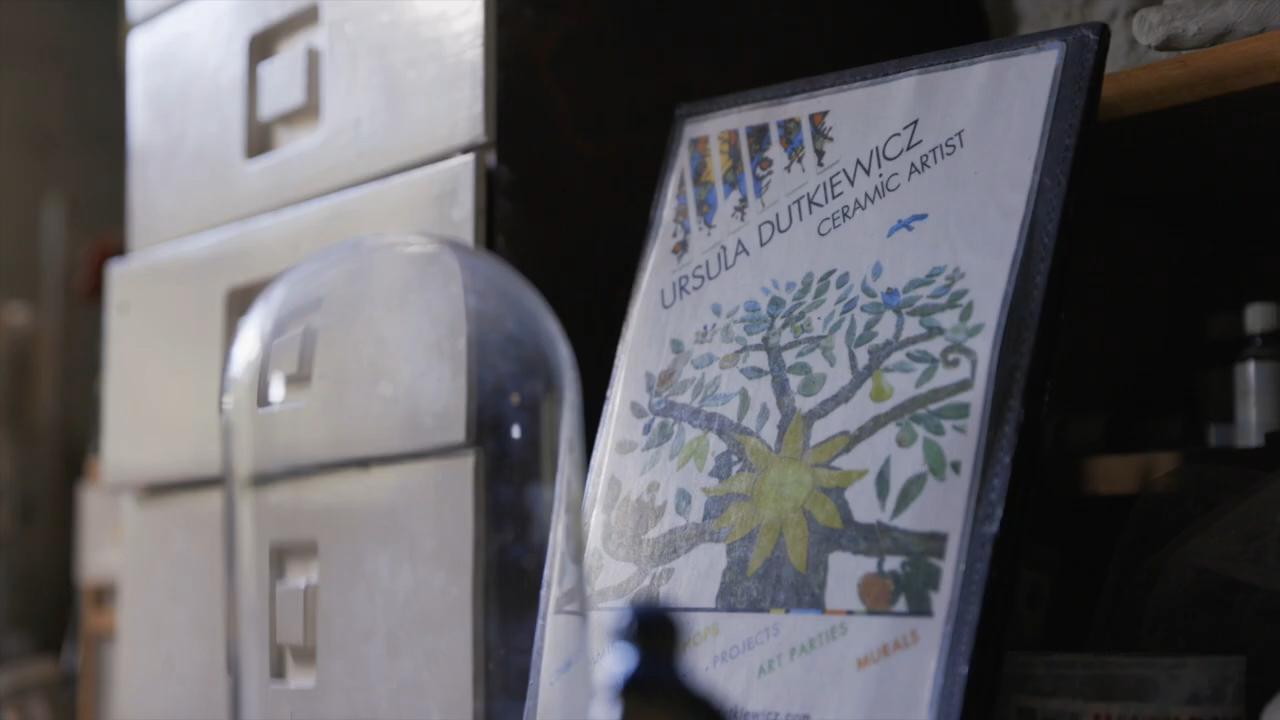 URSULA DUTKIEWICZ
CERAMIC ARTIST
PROJECTS
ART PARTIES
MURALS